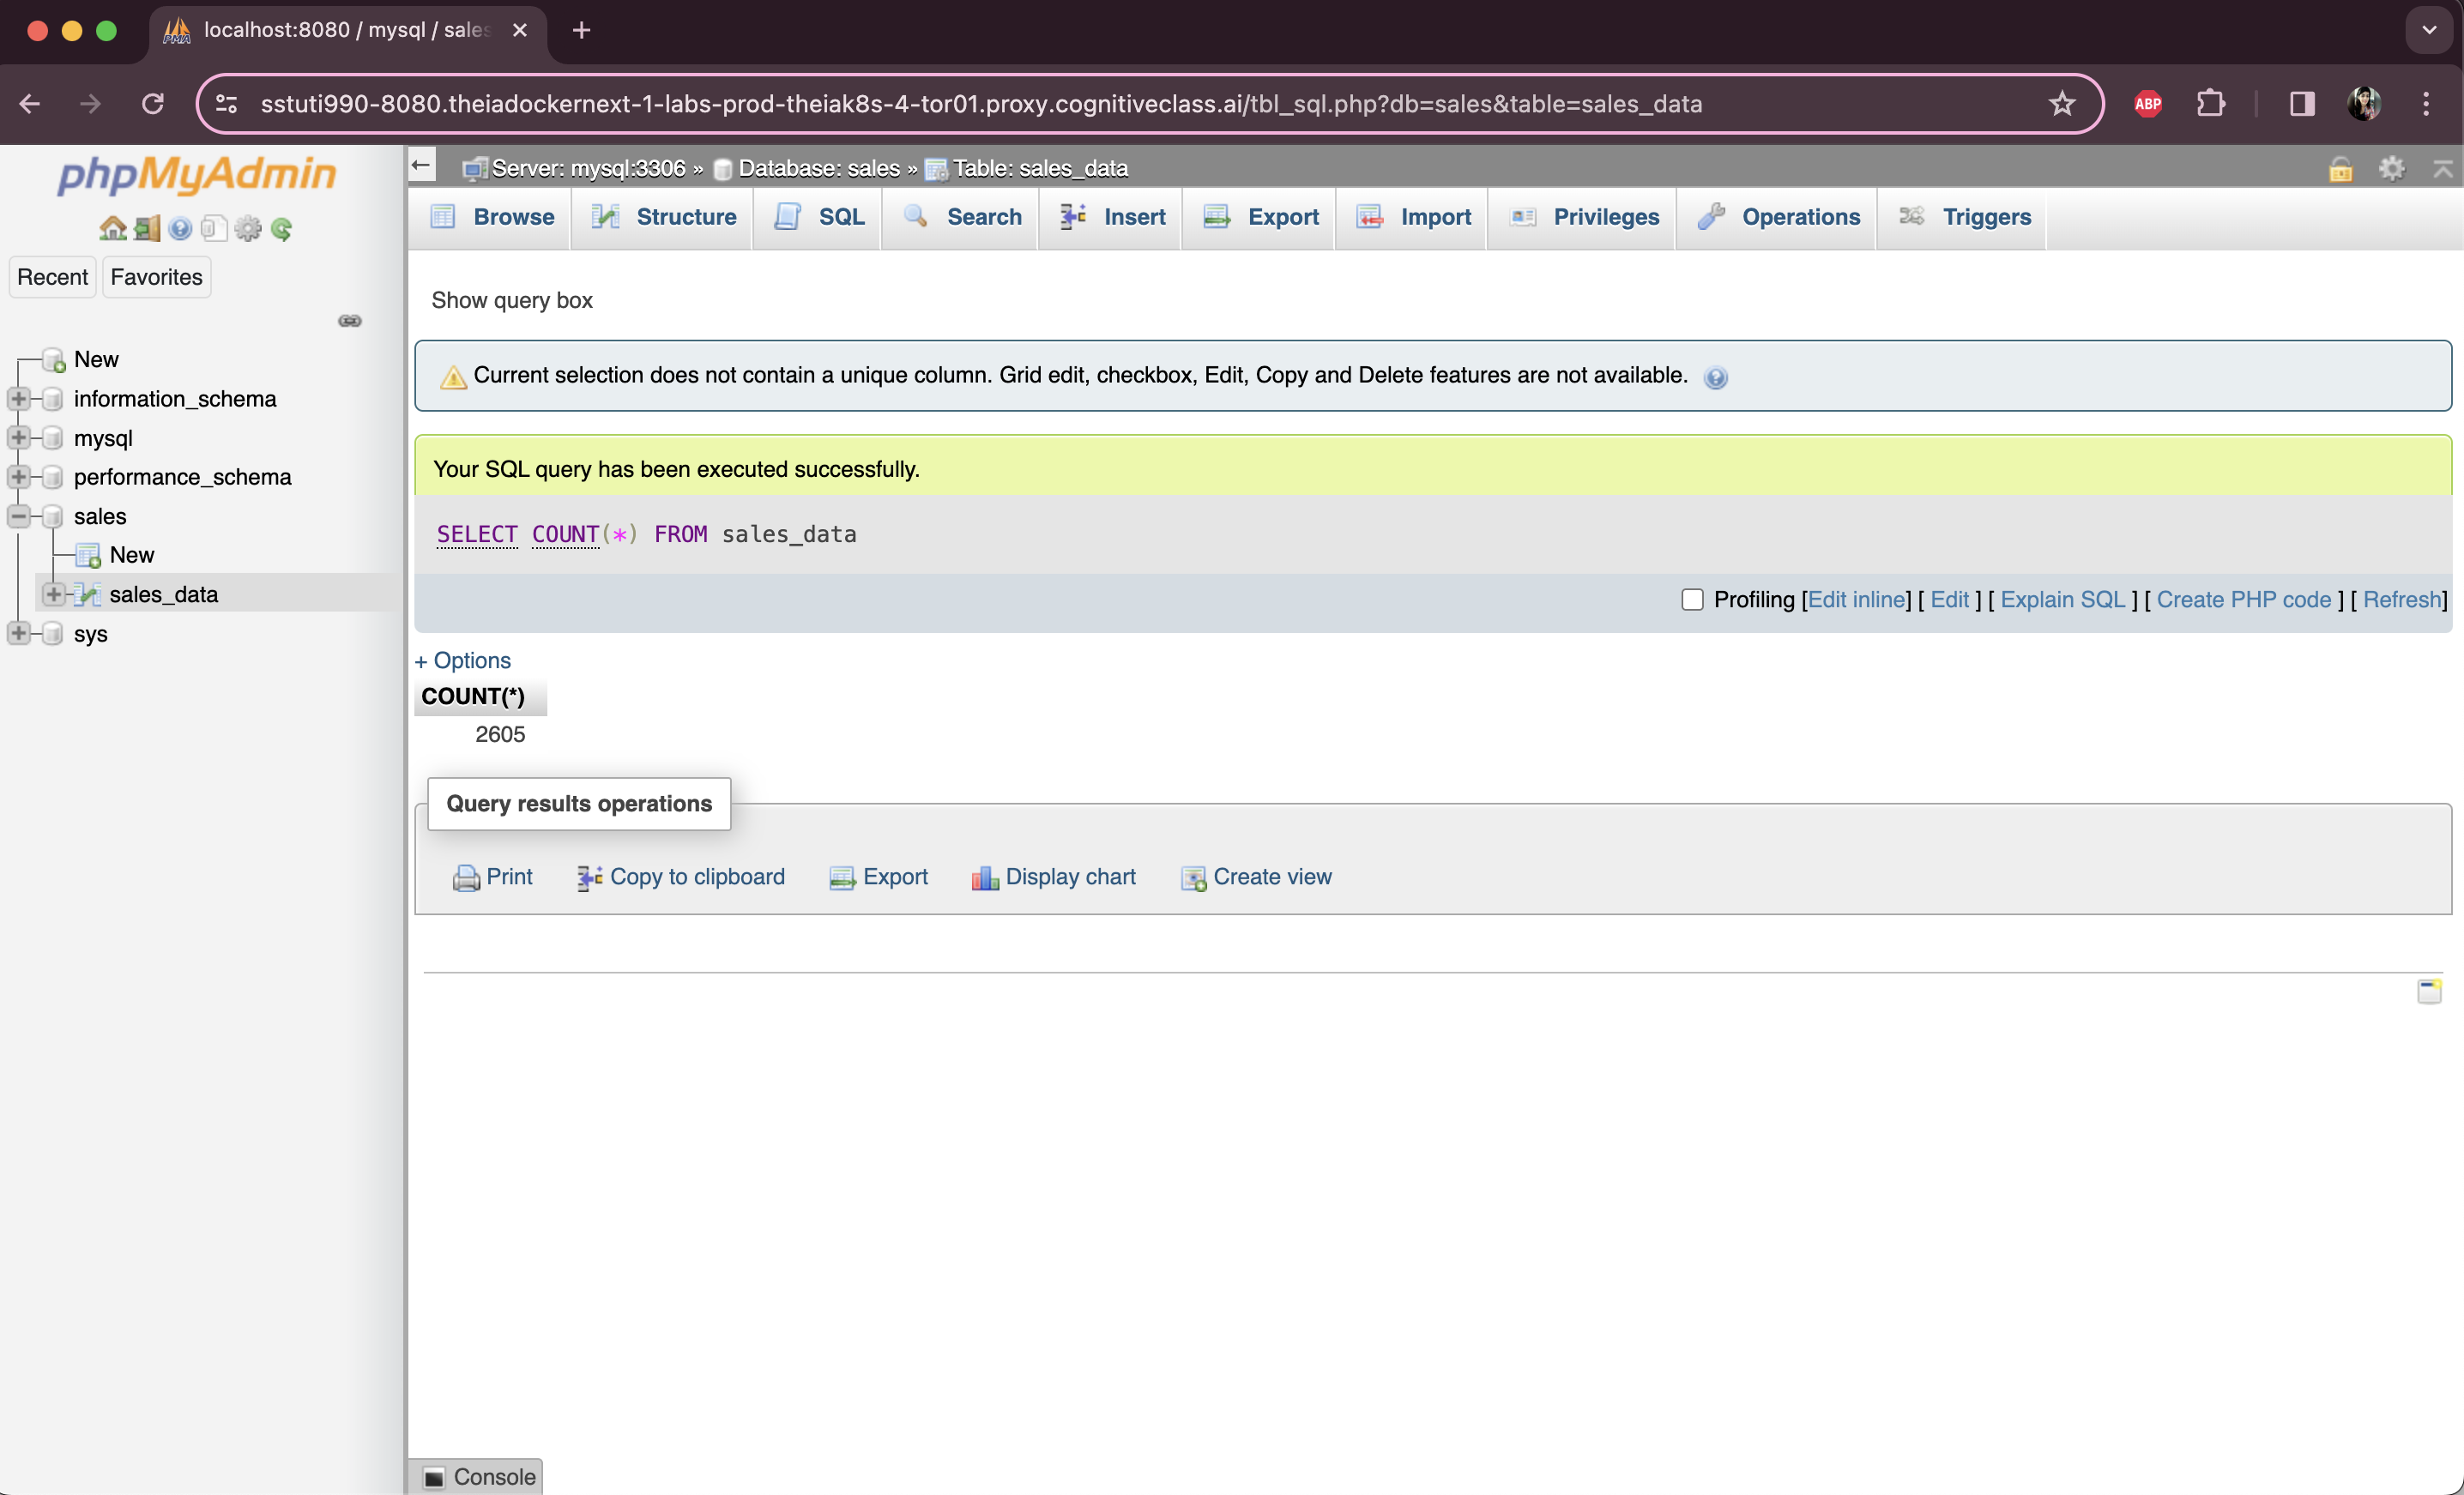 localhost:8080 / mysql / sales
sstuti990-8080.theiadockernext-1-labs-prod-theiak8s-4-tor01.proxy.cognitiveclass.ai/tbl_sql.php?db=sales&table=sales_data
ABP
phpMyAdmin
Recent
Favorites
New
information_schema
mysql
performance_schema
sales
New
sales_data
sys
Server: mysql:3306 » Database: sales » Table: sales_data
Browse Structure SQL Search Insert Export Import Privileges Operations Triggers
Show query box
Current selection does not contain a unique column. Grid edit, checkbox, Edit, Copy and Delete features are not available.
Your SQL query has been executed successfully.
SELECT COUNT(*) FROM sales_data
Profiling [Edit inline] [ Edit ] [ Explain SQL ] [ Create PHP code ] [ Refresh]
+ Options
COUNT(*)
2605
Query results operations
Print Copy to clipboard Export Display chart Create view
Console